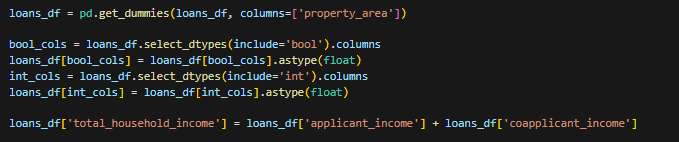 loans_df = pd.get_dummies(loans_df, columns=['property_area'])
bool_cols = loans_df.select_dtypes(include='bool').columns
loans_df[bool_cols] = loans_df[bool_cols].astype(float)
int_cols = loans_df.select_dtypes(include='int').columns
loans_df[int_cols] = loans_df[int_cols].astype(float)
loans_df['total_household_income'] = loans_df['applicant_income'] + loans_df['coapplicant_income']